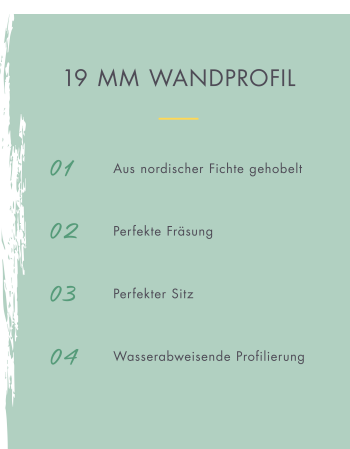 19 MM WANDPROFIL
01 Aus nordischer Fichte gehobelt
02 Perfekte Fräsung
03 Perfekter Sitz
04 Wasserabweisende Profilierung